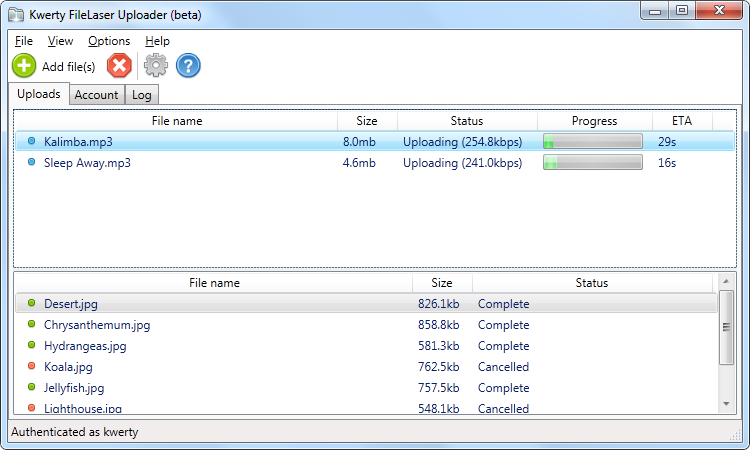 Kwerty FileLaser Uploader (beta)
File View Options Help
Add file(s)
Uploads Account Log
File name Size Status Progress ETA
Kalimba.mp3 8.0mb Uploading (254.8kbps) 29s
Sleep Away.mp3 4.6mb Uploading (241.0kbps) 16s
File name Size Status
Desert.jpg 826.1kb Complete
Chrysanthemum.jpg 858.8kb Complete
Hydrangeas.jpg 581.3kb Complete
Koala.jpg 762.5kb Cancelled
Jellyfish.jpg 757.5kb Complete
Lighthouse.jpg 548.1kb Cancelled
Authenticated as kwerty